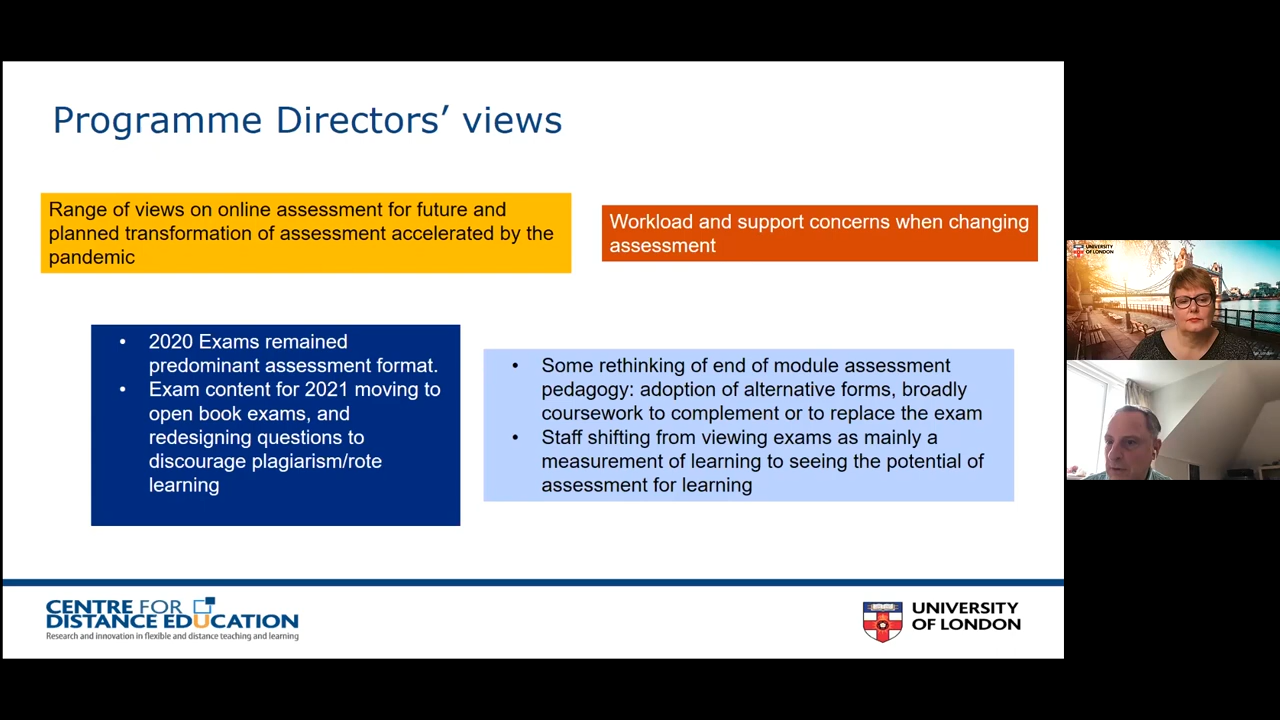 Programme Directors’ views
Range of views on online assessment for future and
planned transformation of assessment accelerated by the
pandemic
Workload and support concerns when changing
assessment
• 2020 Exams remained
predominant assessment format.
• Exam content for 2021 moving to
open book exams, and
redesigning questions to
discourage plagiarism/rote
learning
• Some rethinking of end of module assessment
pedagogy: adoption of alternative forms, broadly
coursework to complement or to replace the exam
• Staff shifting from viewing exams as mainly a
measurement of learning to seeing the potential of
assessment for learning
CENTRE FOR
DISTANCE EDUCATION
Research and innovation in flexible and distance teaching and learning
UNIVERSITY
OF LONDON
UNIVERSITY
OF LONDON